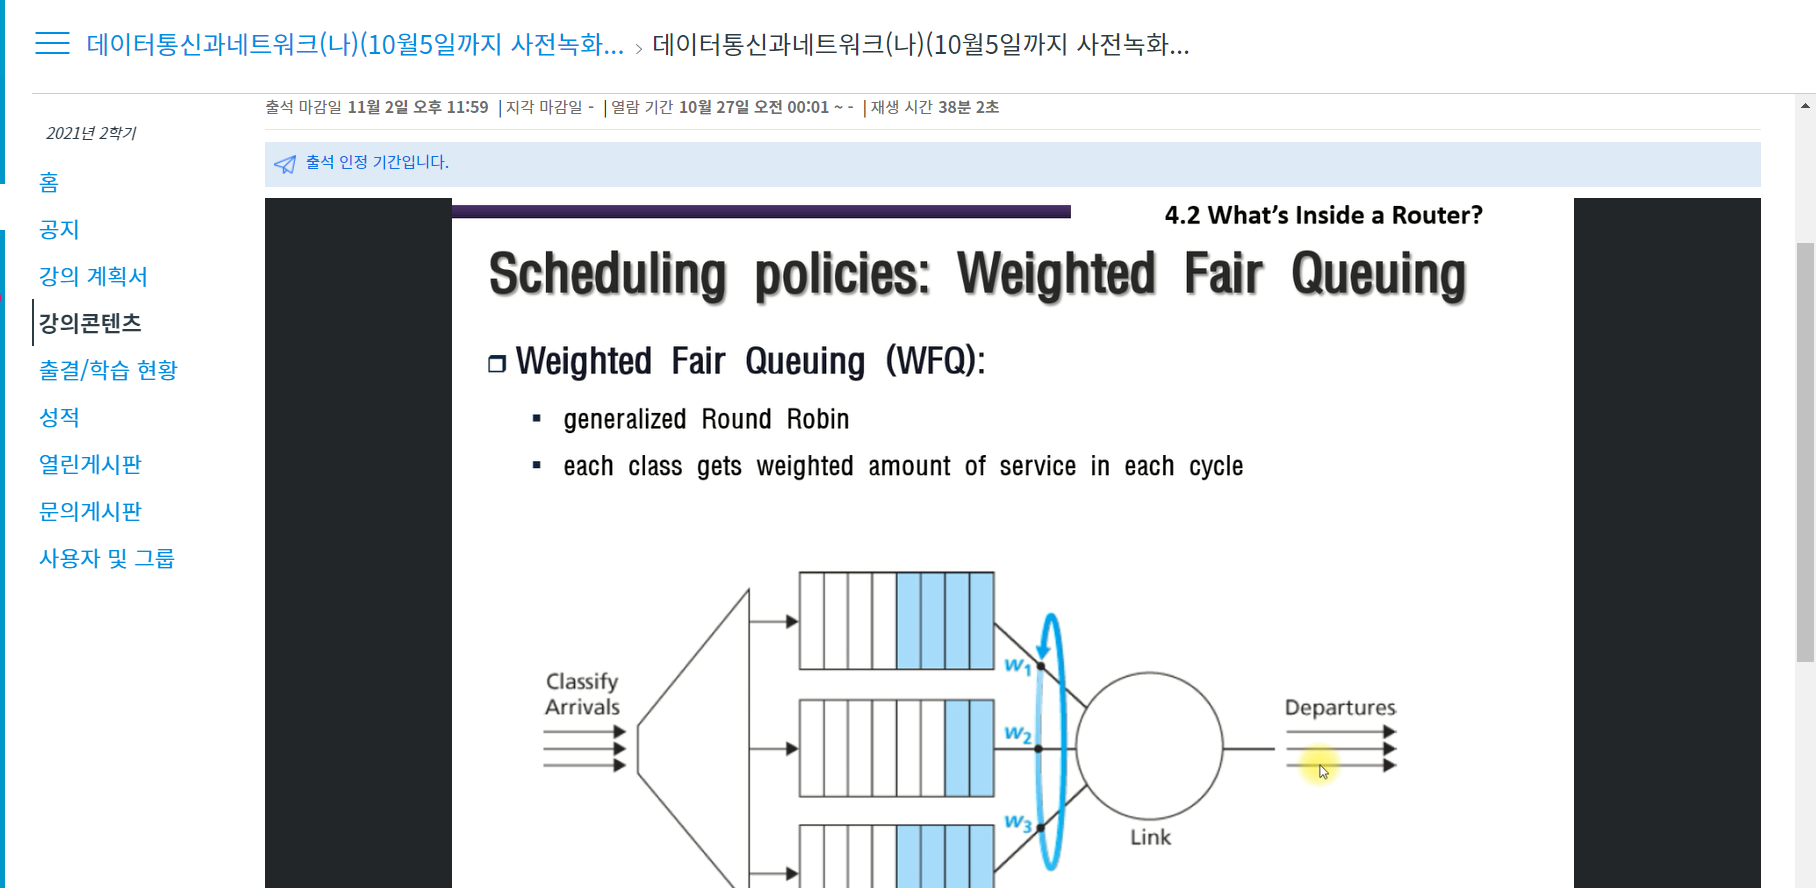 데이터통신과네트워크(나)(10월5일까지 사전녹화... > 데이터통신과네트워크(나)(10월5일까지 사전녹화...
출석 마감일 11월 2일 오후 11:59 | 지각 마감일 - | 열람 기간 10월 27일 오전 00:01 ~ - | 재생 시간 38분 2초
2021년 2학기
홈
공지
강의 계획서
강의콘텐츠
출결/학습 현황
성적
열린게시판
문의게시판
사용자 및 그룹
출석 인정 기간입니다.
4.2 What's Inside a Router?
Scheduling policies: Weighted Fair Queuing
Weighted Fair Queuing (WFQ):
generalized Round Robin
each class gets weighted amount of service in each cycle
Classify
Arrivals
w1
w2
w3
Link
Departures